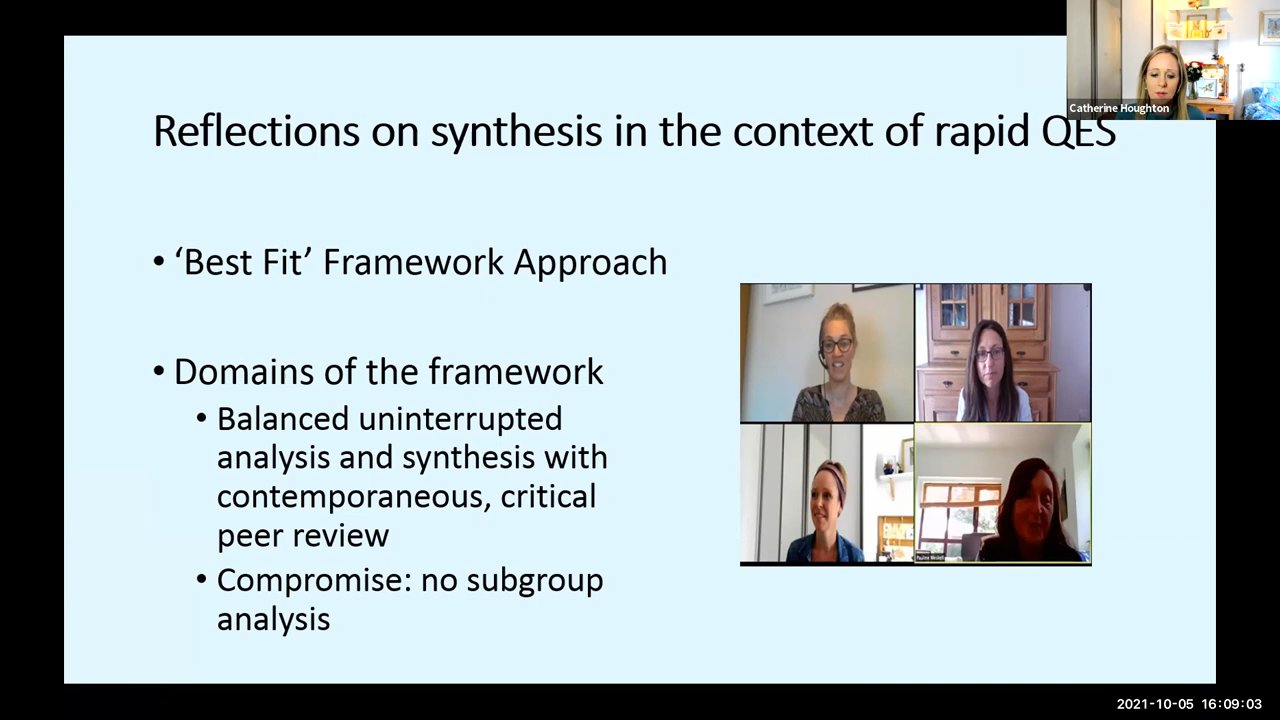 Catherine Houghton
Reflections on synthesis in the context of rapid QES
• ‘Best Fit’ Framework Approach
• Domains of the framework
• Balanced uninterrupted
analysis and synthesis with
contemporaneous, critical
peer review
• Compromise: no subgroup
analysis
2021-10-05 16:09:03